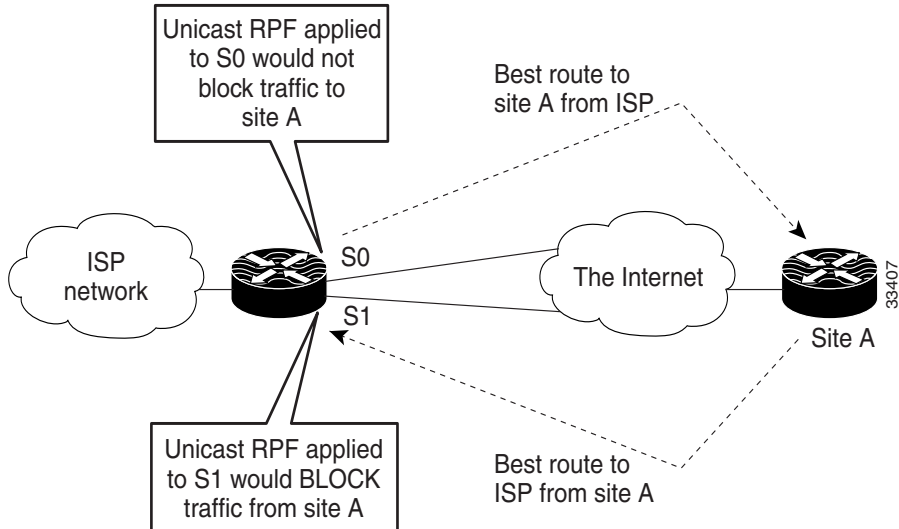 Unicast RPF applied
to S0 would not
block traffic to
site A
Best route to
site A from ISP
ISP
network
S0
S1
The Internet
Site A
33407
Unicast RPF applied
to S1 would BLOCK
traffic from site A
Best route to
ISP from site A